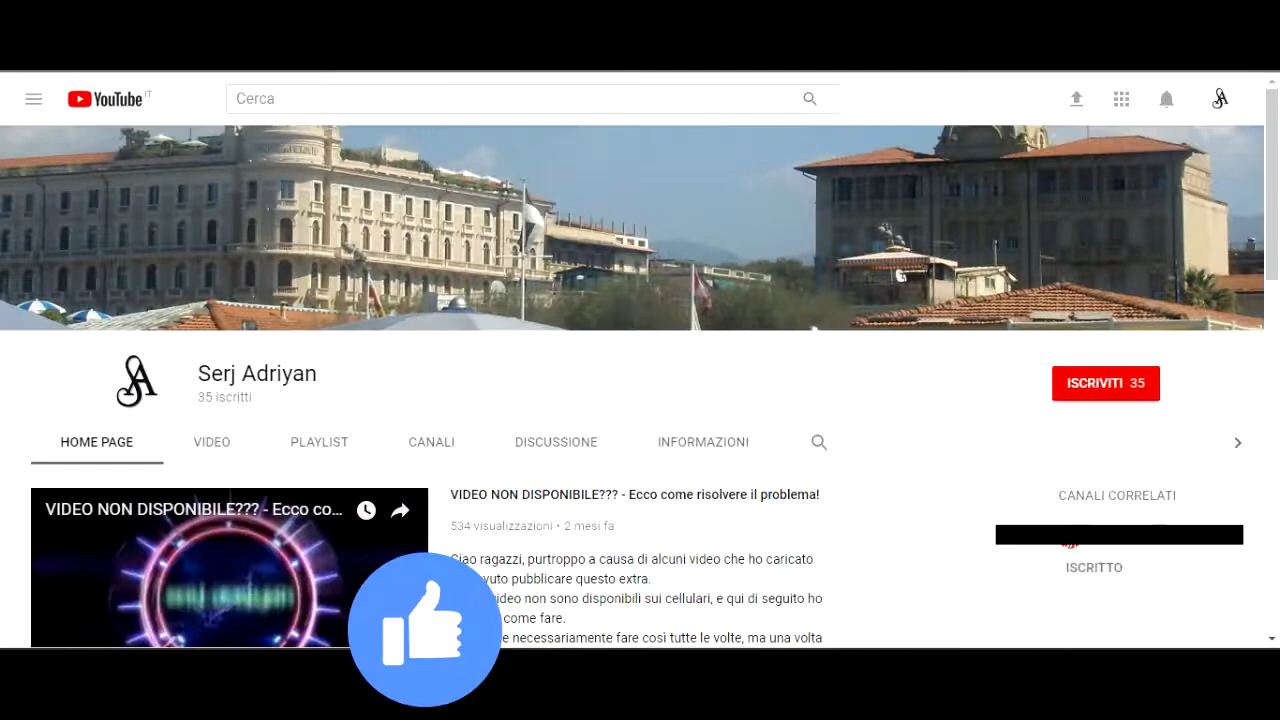 YouTube IT
Cerca
Serj Adriyan
35 iscritti
ISCRIVITI 35
HOME PAGE
VIDEO
PLAYLIST
CANALI
DISCUSSIONE
INFORMAZIONI
VIDEO NON DISPONIBILE??? - Ecco co...
VIDEO NON DISPONIBILE??? - Ecco come risolvere il problema!
534 visualizzazioni • 2 mesi fa
Ciao ragazzi, purtroppo a causa di alcuni video che ho caricato
pubblicare questo extra.
non sono disponibili sui cellulari, e qui di seguito ho
come fare.
necessariamente fare così tutte le volte, ma una volta
CANALI CORRELATI
ISCRITTO